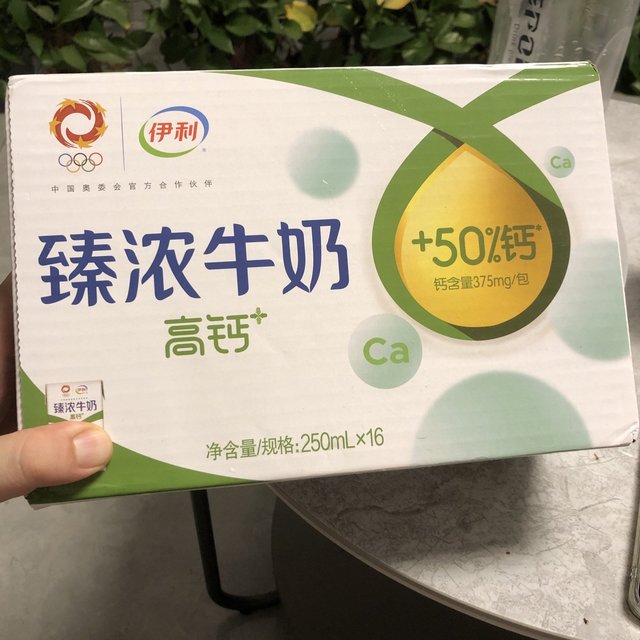 伊利
中国奥委会官方合作伙伴
臻浓牛奶
高钙+
+50%钙*
钙含量375mg/包
Ca
Ca
净含量/规格:250mL×16
伊利
臻浓牛奶
高钙+